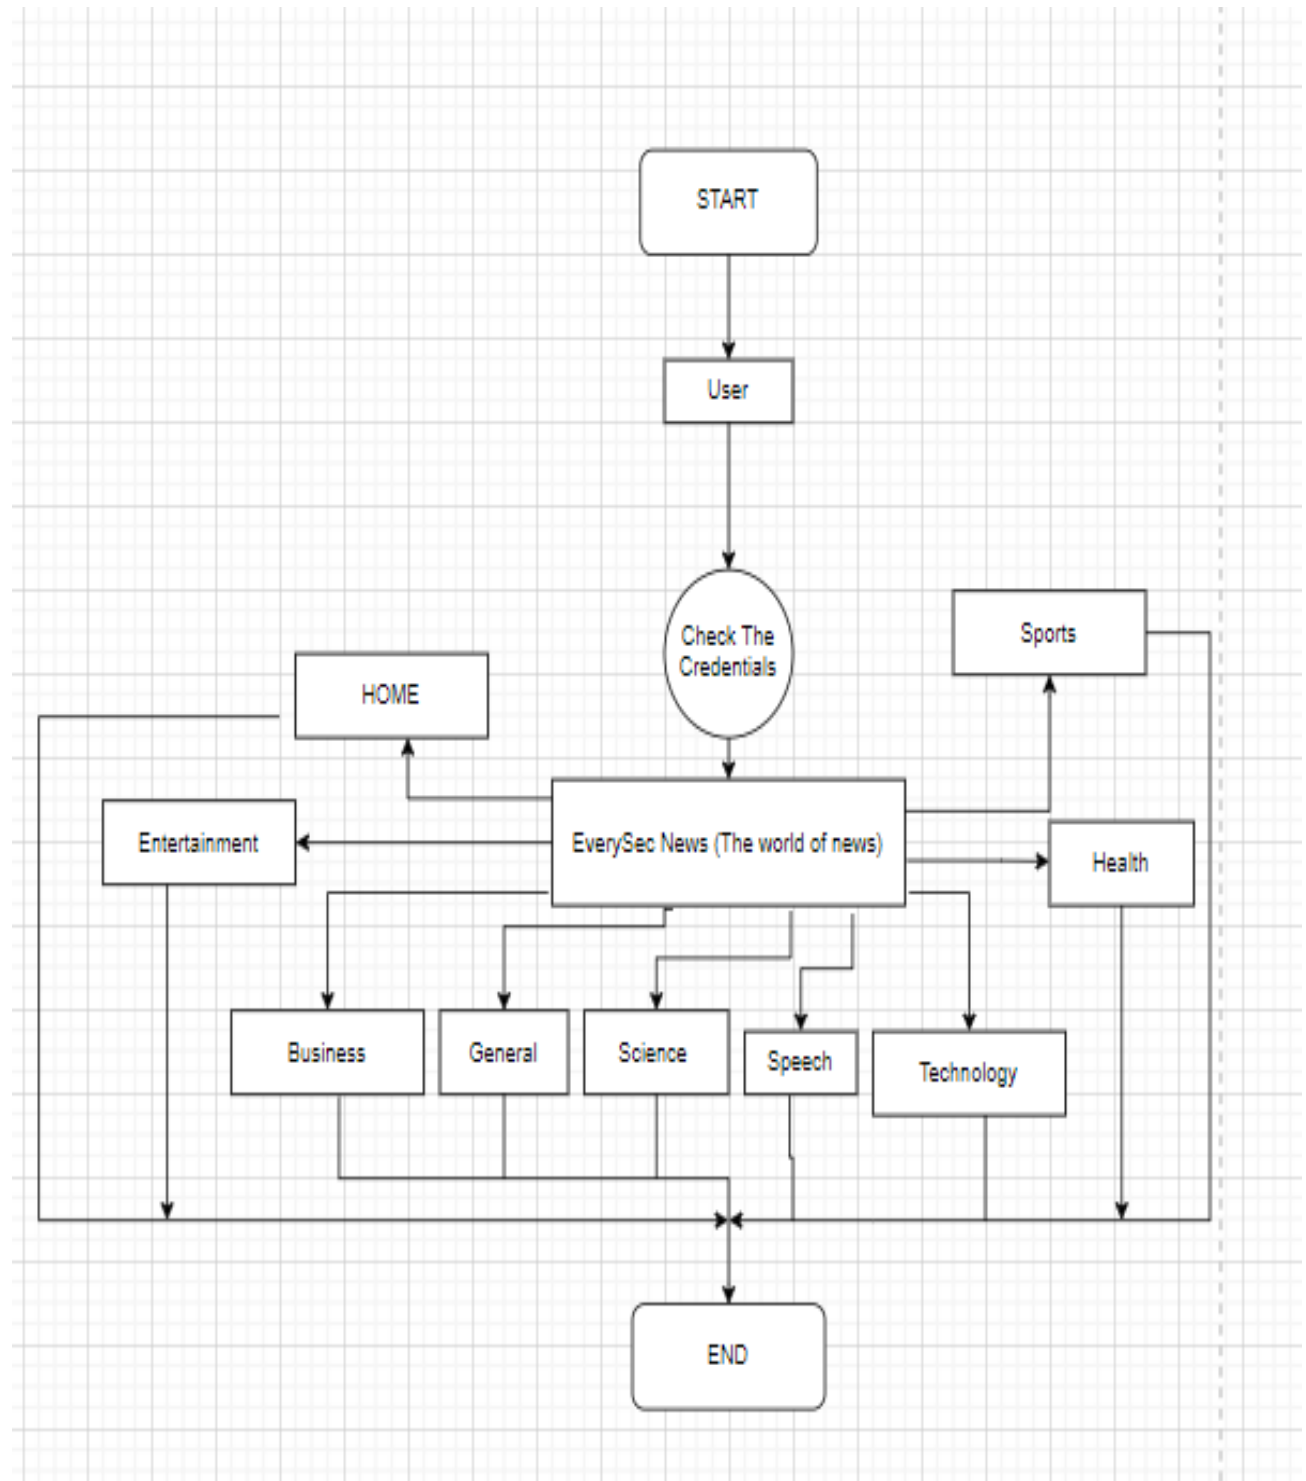 START
User
Check The
Credentials
Sports
HOME
Entertainment
EverySec News (The world of news)
Health
Business
General
Science
Speech
Technology
END